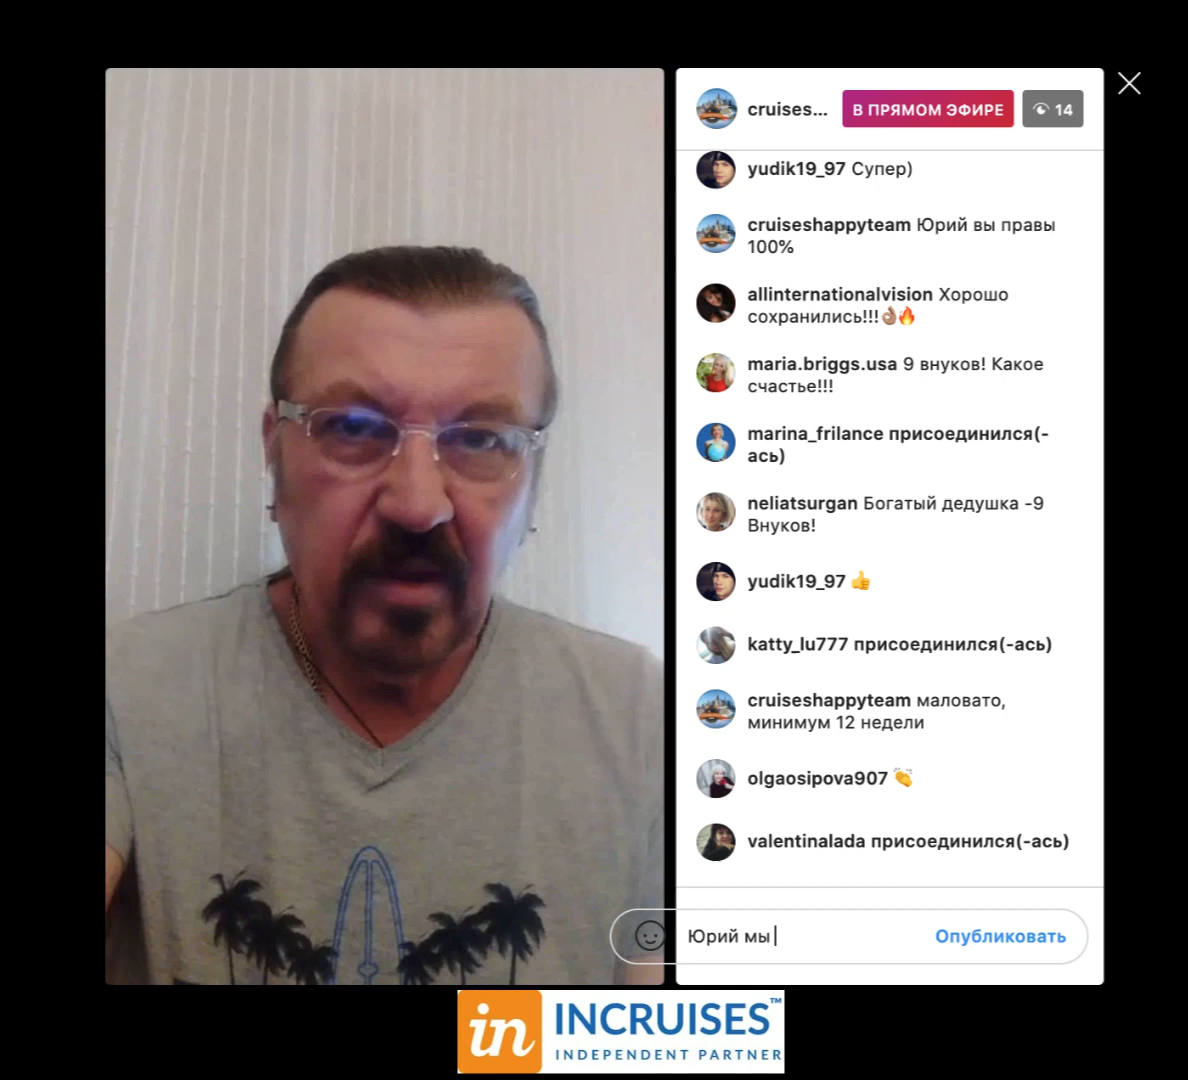 cruises...
В ПРЯМОМ ЭФИРЕ
14
yudik19_97 Супер)
cruiseshappyteam Юрий вы правы
100%
allinternationalvision Хорошо
сохранились!!!👌🏽🔥
maria.briggs.usa 9 внуков! Какое
счастье!!!
marina_frilance присоединился(-
ась)
neliatsurgan Богатый дедушка -9
Внуков!
yudik19_97 👍
katty_lu777 присоединился(-ась)
cruiseshappyteam маловато,
минимум 12 недели
olgaosipova907 👏
valentinalada присоединился(-ась)
Юрий мы
Опубликовать
in
INCRUISES™
INDEPENDENT PARTNER